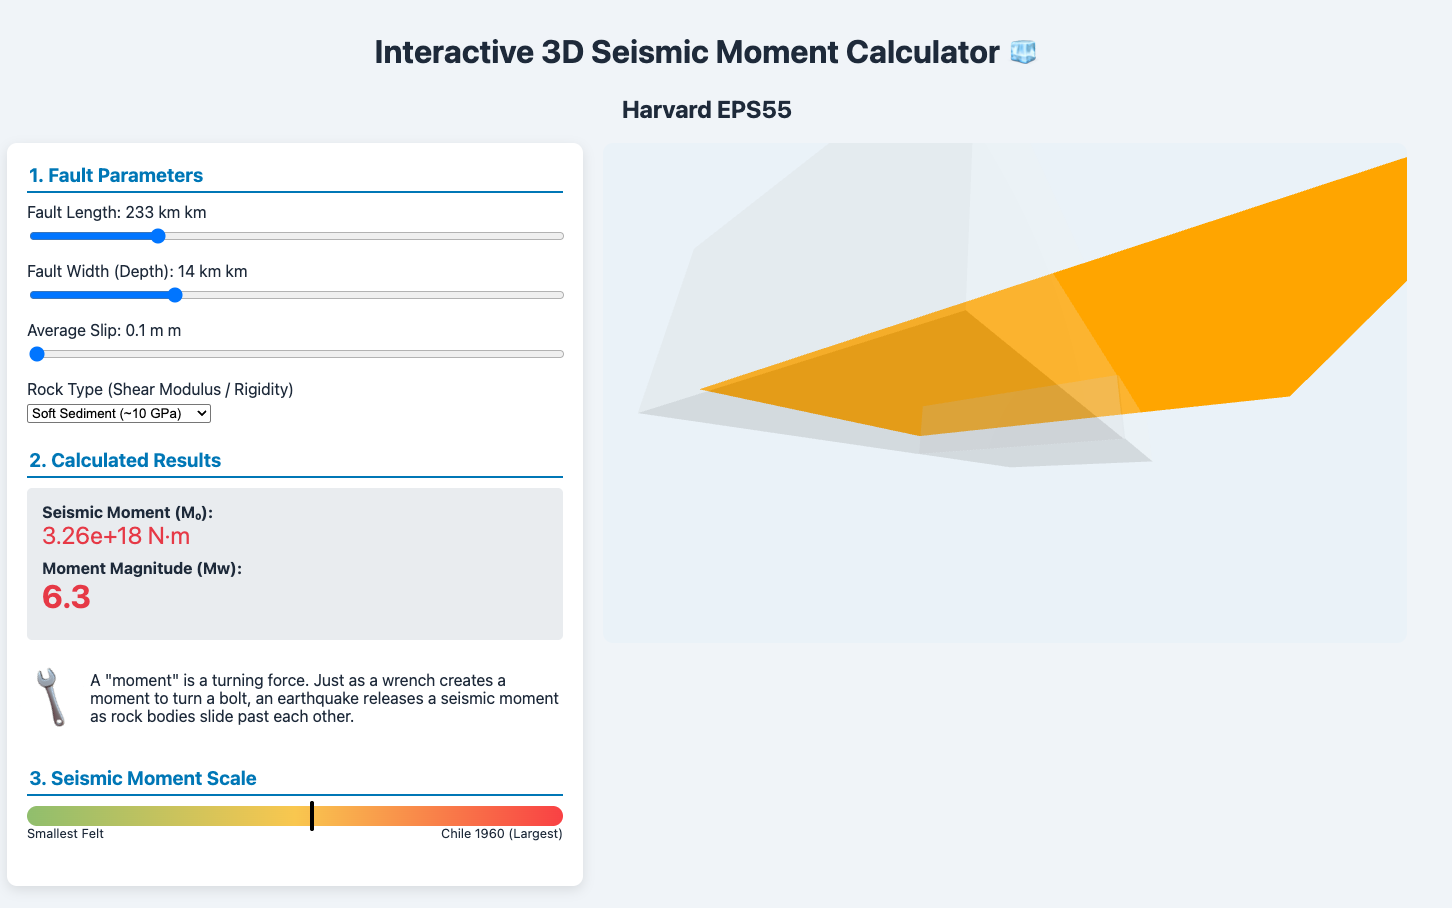 Interactive 3D Seismic Moment Calculator 🧊
Harvard EPS55
1. Fault Parameters
Fault Length: 233 km km
Fault Width (Depth): 14 km km
Average Slip: 0.1 m m
Rock Type (Shear Modulus / Rigidity)
Soft Sediment (~10 GPa)
2. Calculated Results
Seismic Moment (M₀):
3.26e+18 N·m
Moment Magnitude (Mw):
6.3
A "moment" is a turning force. Just as a wrench creates a
moment to turn a bolt, an earthquake releases a seismic moment
as rock bodies slide past each other.
3. Seismic Moment Scale
Smallest Felt
Chile 1960 (Largest)